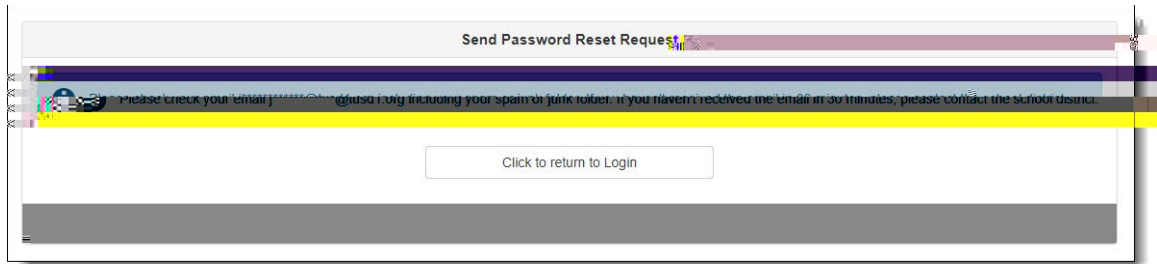 Send Password Reset Request
Please check your email including your spam or junk folder. If you haven't received the email in 30 minutes, please contact the school district.
Click to return to Login